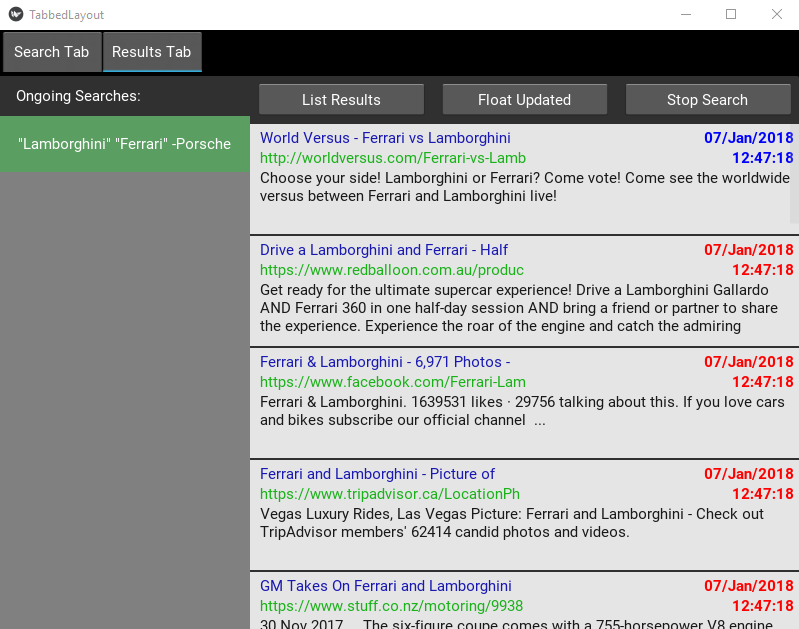 TabbedLayout
Search Tab Results Tab
Ongoing Searches:
List Results Float Updated Stop Search
"Lamborghini" "Ferrari" -Porsche
World Versus - Ferrari vs Lamborghini 07/Jan/2018
http://worldversus.com/Ferrari-vs-Lamb 12:47:18
Choose your side! Lamborghini or Ferrari? Come vote! Come see the worldwide
versus between Ferrari and Lamborghini live!
Drive a Lamborghini and Ferrari - Half 07/Jan/2018
https://www.redballoon.com.au/produc 12:47:18
Get ready for the ultimate supercar experience! Drive a Lamborghini Gallardo
AND Ferrari 360 in one half-day session AND bring a friend or partner to share
the experience. Experience the roar of the engine and catch the admiring
Ferrari & Lamborghini - 6,971 Photos - 07/Jan/2018
https://www.facebook.com/Ferrari-Lam 12:47:18
Ferrari & Lamborghini. 1639531 likes · 29756 talking about this. If you love cars
and bikes subscribe our official channel ...
Ferrari and Lamborghini - Picture of 07/Jan/2018
https://www.tripadvisor.ca/LocationPh 12:47:18
Vegas Luxury Rides, Las Vegas Picture: Ferrari and Lamborghini - Check out
TripAdvisor members' 62414 candid photos and videos.
GM Takes On Ferrari and Lamborghini 07/Jan/2018
https://www.stuff.co.nz/motoring/9938 12:47:18
30 Nov 2017 ... The six-figure coupe comes with a 755-horsepower V8 engine